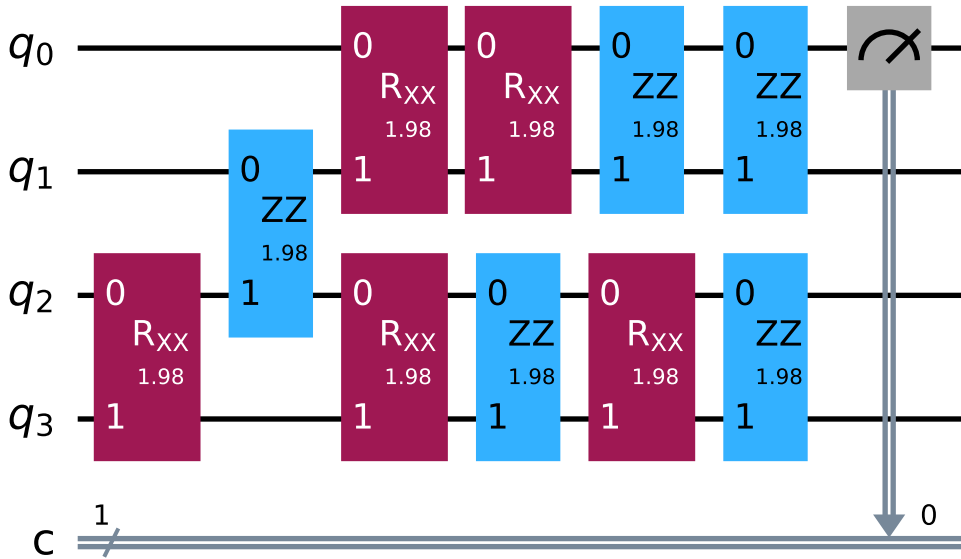 q0 0 0 0 0
RXX RXX ZZ ZZ
1.98 1.98 1.98 1.98
q1 0 1 1 1 1
ZZ
1.98
q2 0 1 0 0 0 0
RXX RXX ZZ RXX ZZ
1.98 1.98 1.98 1.98 1.98
q3 1 1 1 1 1
1 0
c